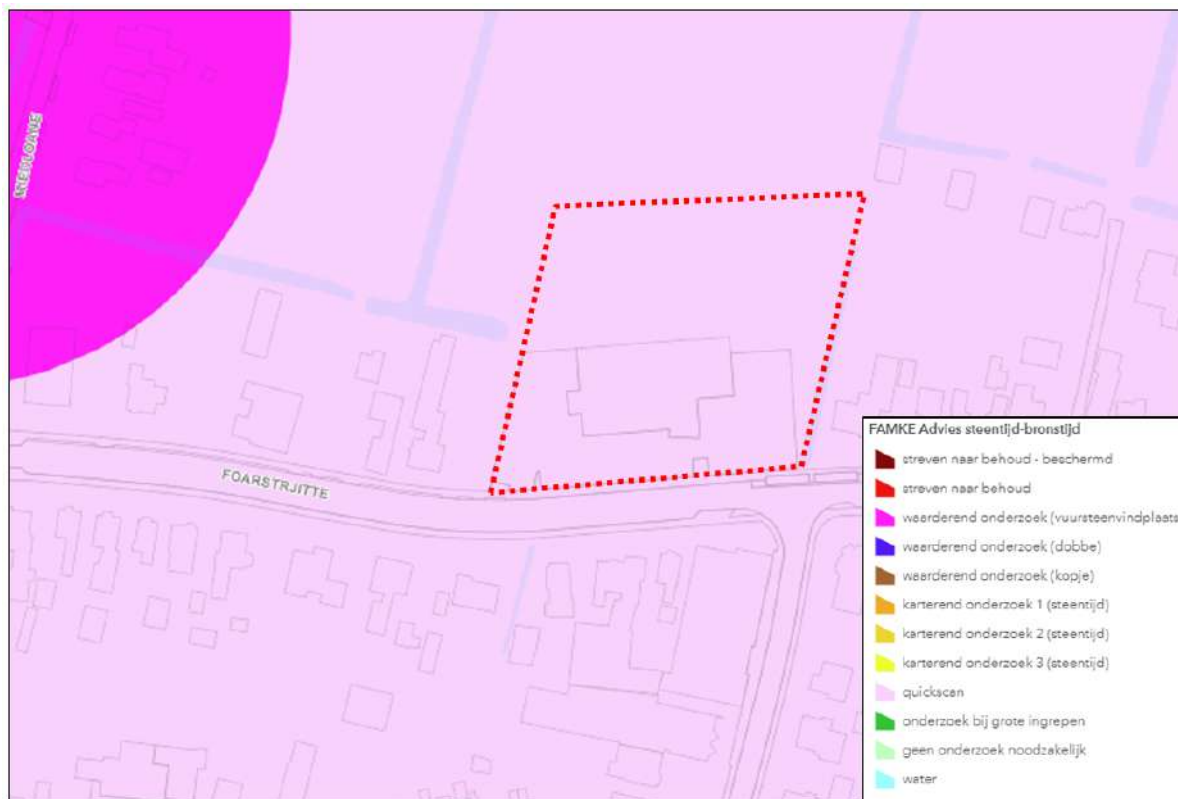 FOARSTRJITTE
FAMKE Advies steentijd-bronstijd
streven naar behoud - beschermd
streven naar behoud
waarderend onderzoek (vuursteenvindplaats
waarderend onderzoek (dobbe)
waarderend onderzoek (kopje)
karterend onderzoek 1 (steentijd)
karterend onderzoek 2 (steentijd)
karterend onderzoek 3 (steentijd)
quickscan
onderzoek bij grote ingrepen
geen onderzoek noodzakelijk
water